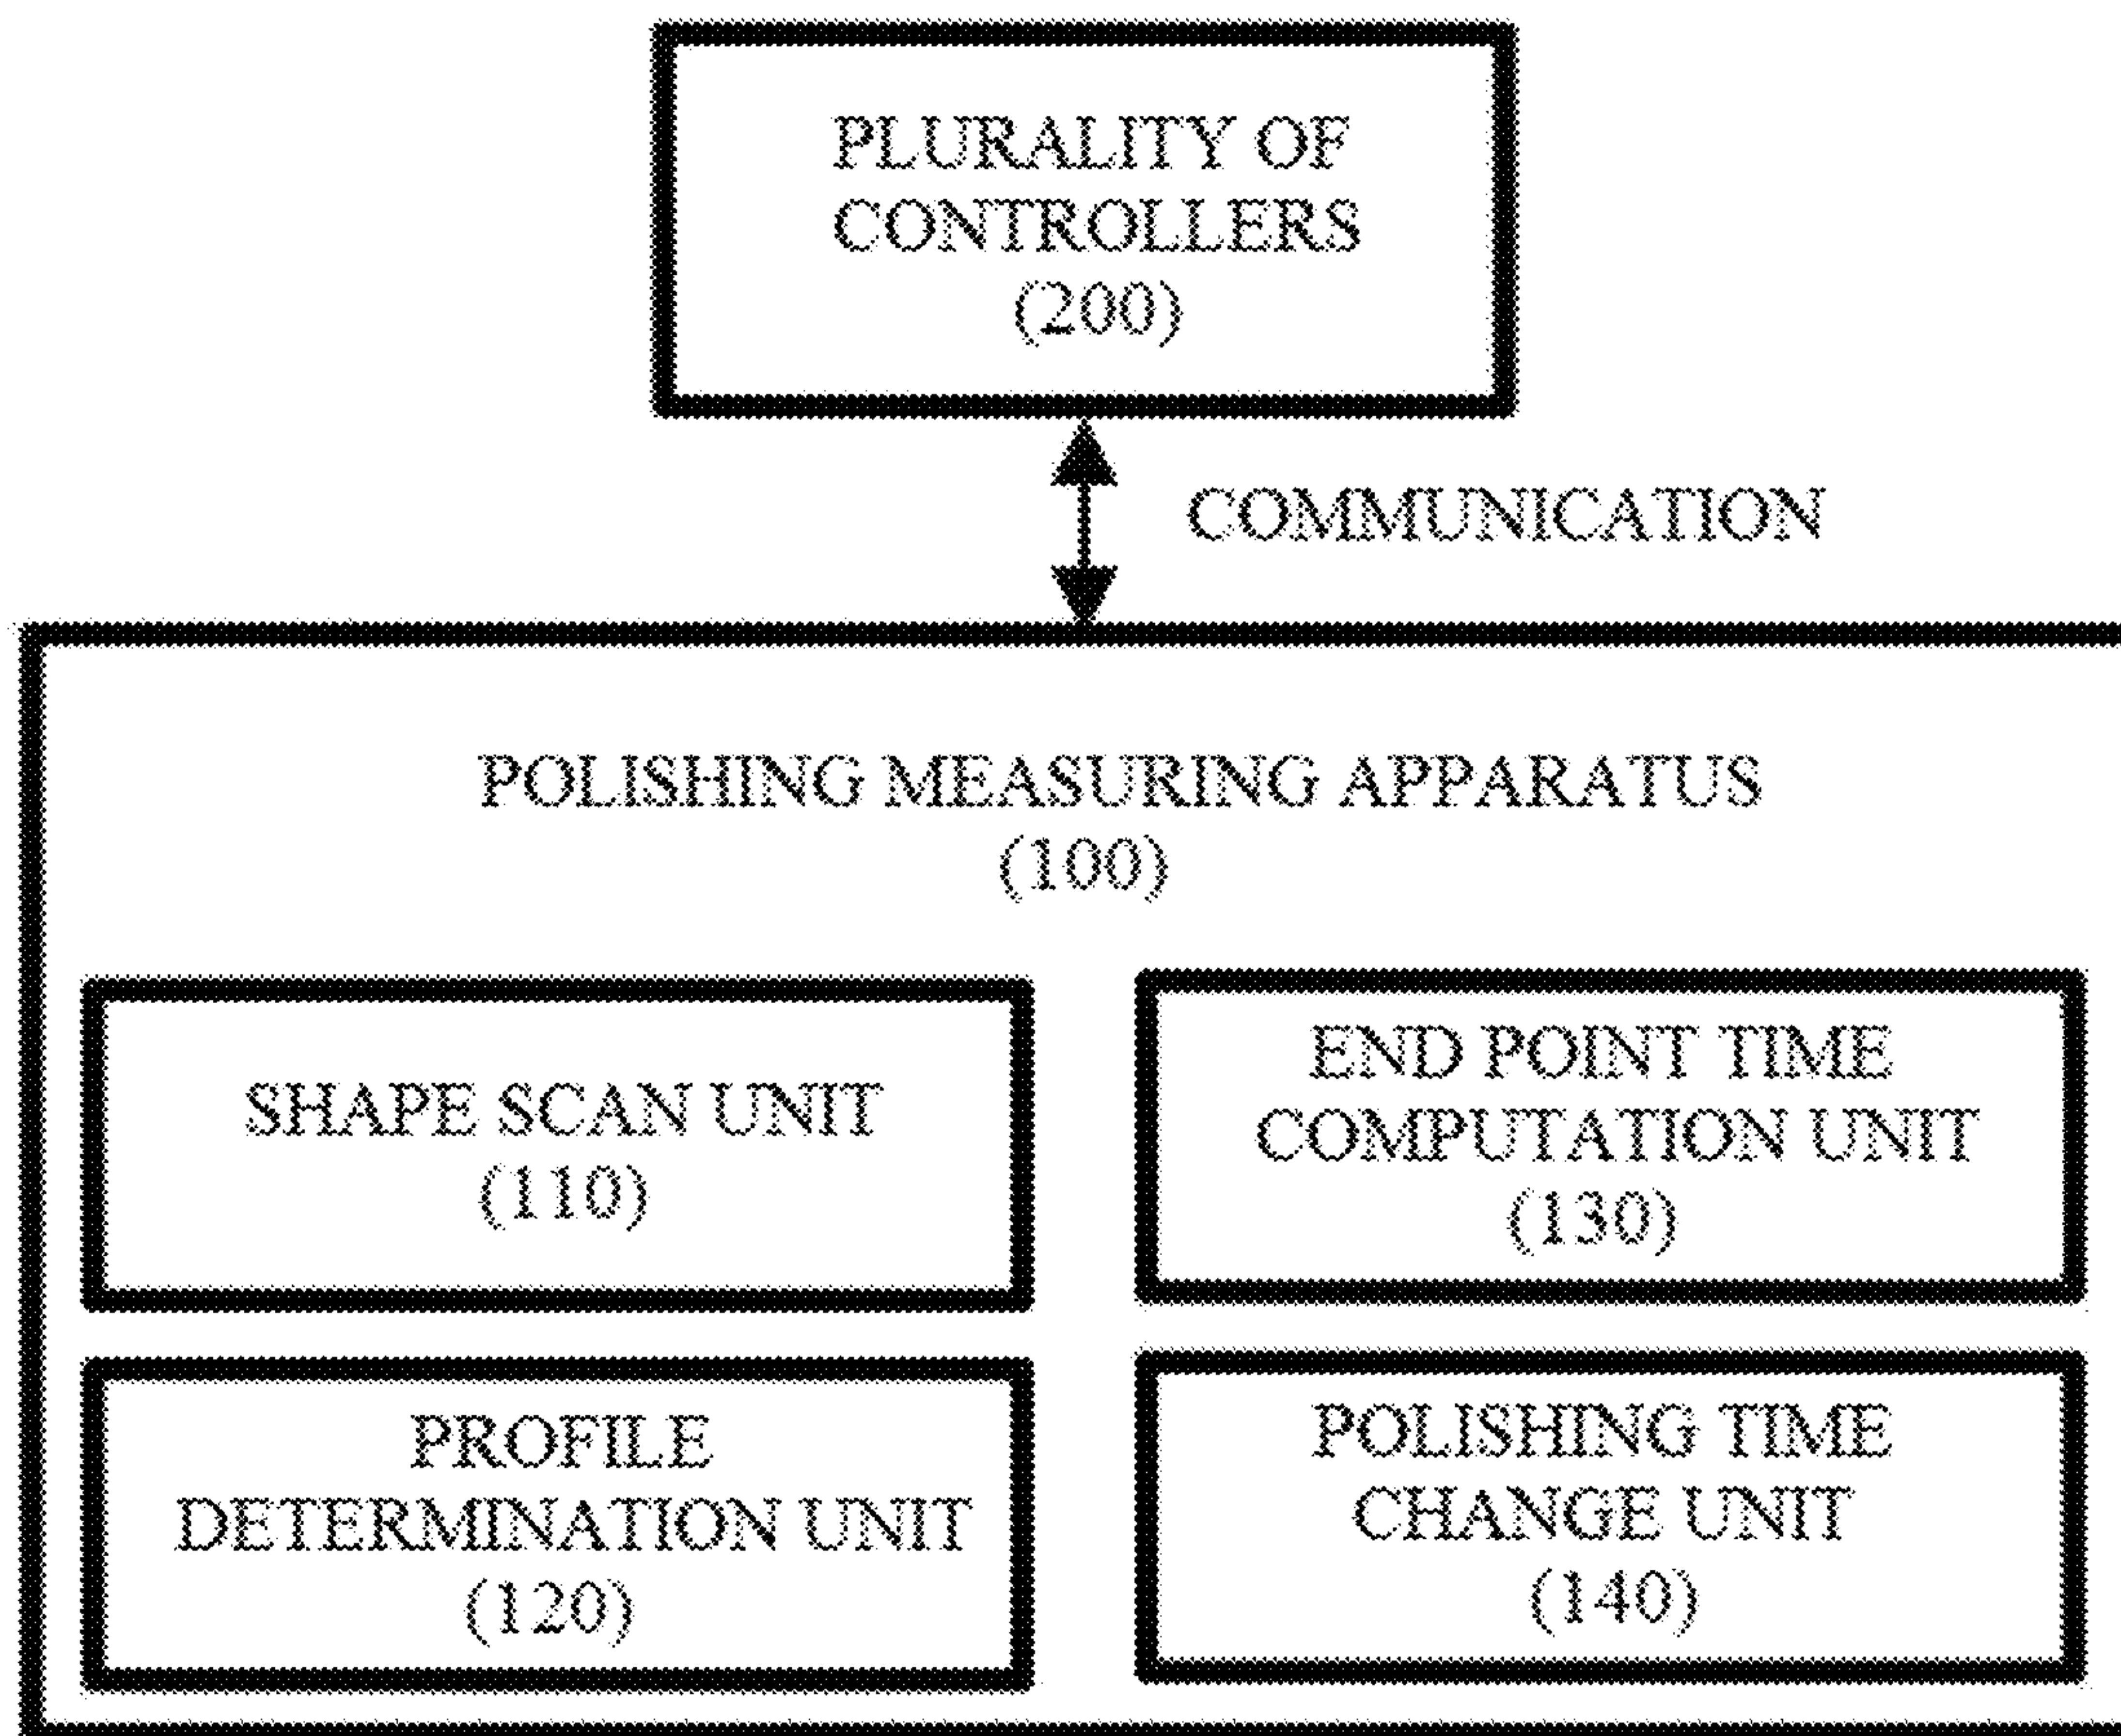 PLURALITY OF
CONTROLLERS
(200)
COMMUNICATION
POLISHING MEASURING APPARATUS
(100)
SHAPE SCAN UNIT
(110)
END POINT TIME
COMPUTATION UNIT
(130)
PROFILE
DETERMINATION UNIT
(120)
POLISHING TIME
CHANGE UNIT
(140)